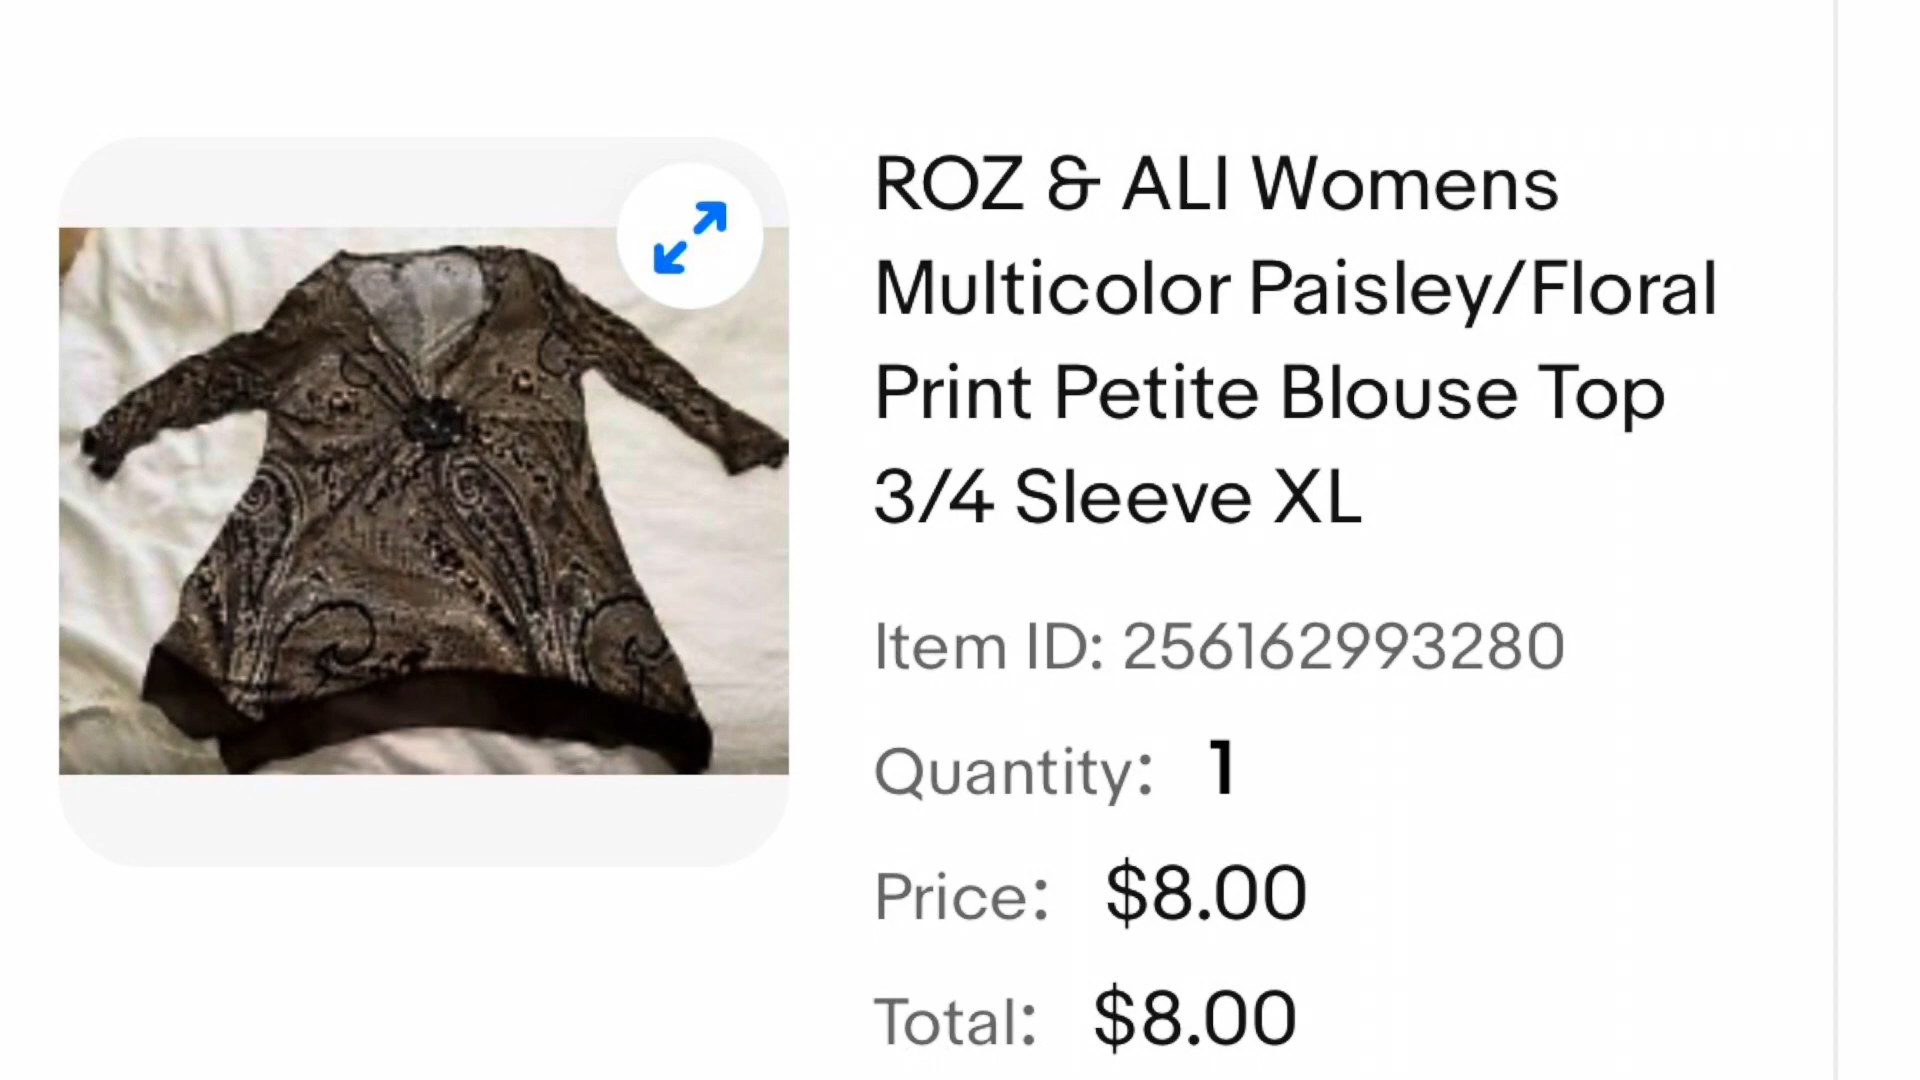 ROZ & ALI Womens
Multicolor Paisley/Floral
Print Petite Blouse Top
3/4 Sleeve XL
Item ID: 256162993280
Quantity: 1
Price: $8.00
Total: $8.00